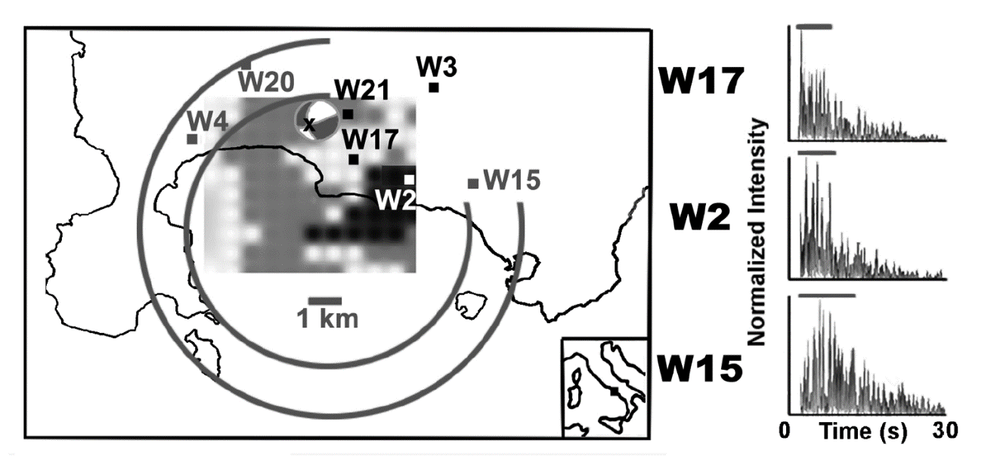 W3
W20
W21
W4
x
W17
W15
W2
1 km
W17
W2
W15
Normalized Intensity
0 Time (s) 30